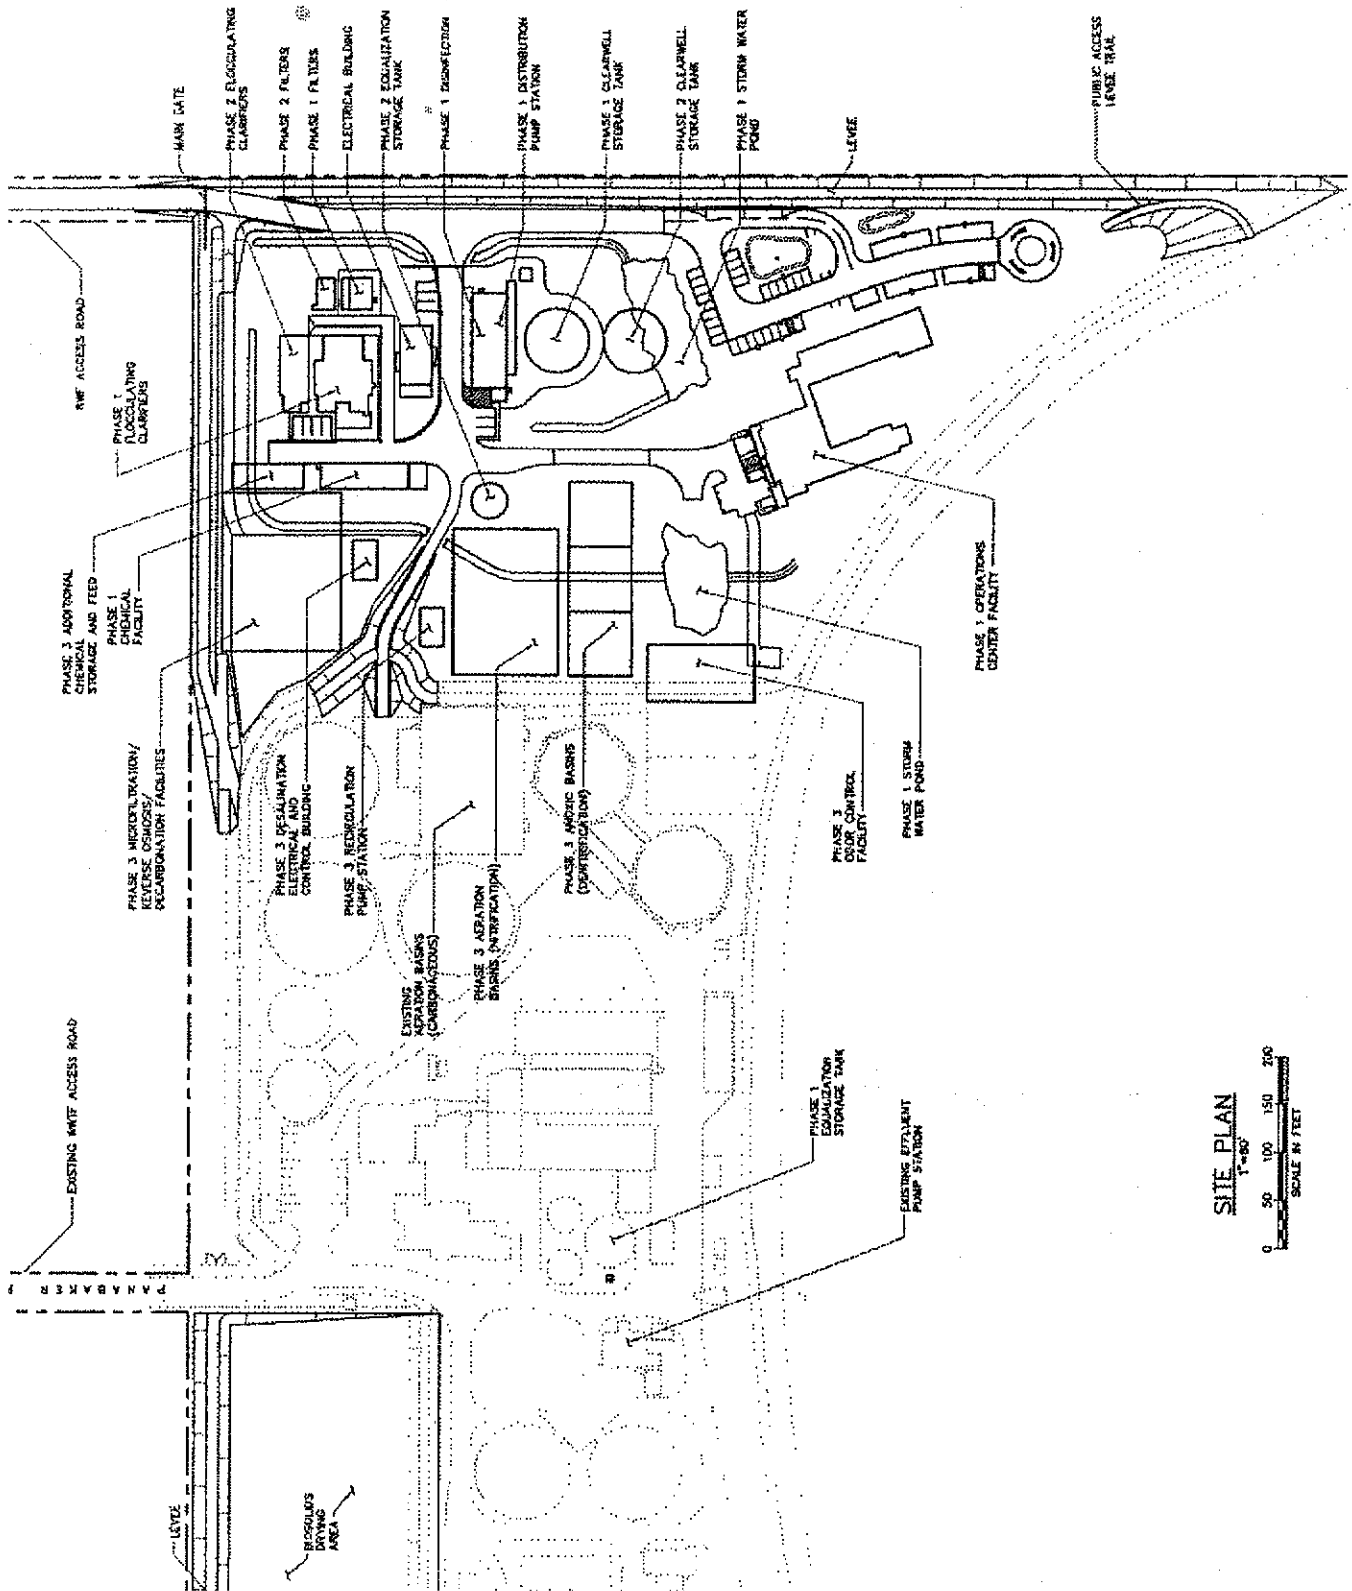 MAIN GATE
PHASE 2 FLOCCULATING
CLARIFIERS
PHASE 2 FILTERS
PHASE 1 FILTERS
ELECTRICAL BUILDING
PHASE 2 EQUALIZATION
STORAGE TANK
PHASE 1 DISINFECTION
PHASE 1 DISTRIBUTION
PUMP STATION
PHASE 1 CLEARWELL
STORAGE TANK
PHASE 2 CLEARWELL
STORAGE TANK
PHASE 1 STORM WATER
POND
LEVEE
PUBLIC ACCESS
LEVEE TRAIL
RWF ACCESS ROAD
PHASE 1
FLOCCULATING
CLARIFIERS
PHASE 3 ADDITIONAL
CHEMICAL
STORAGE AND FEED
PHASE 1
CHEMICAL
FACILITY
PHASE 1 OPERATIONS
CENTER FACILITY
PHASE 3 MICROFILTRATION/
REVERSE OSMOSIS/
DECARBONATION FACILITIES
PHASE 3 DESALINATION
ELECTRICAL AND
CONTROL BUILDING
PHASE 3 RECIRCULATION
PUMP STATION
EXISTING
AERATION BASINS
(CARBONACEOUS)
PHASE 3 AERATION
BASINS (NITRIFICATION)
PHASE 3 ANOXIC BASINS
(DENITRIFICATION)
PHASE 3
ODOR CONTROL
FACILITY
PHASE 1 STORM
WATER POND
EXISTING WWTF ACCESS ROAD
PANABAKER
PHASE 1
EQUALIZATION
STORAGE TANK
EXISTING EFFLUENT
PUMP STATION
LEVEE
BIOSOLIDS
DRYING
AREA
SITE PLAN
1"=80'
0 50 100 150 200
SCALE IN FEET